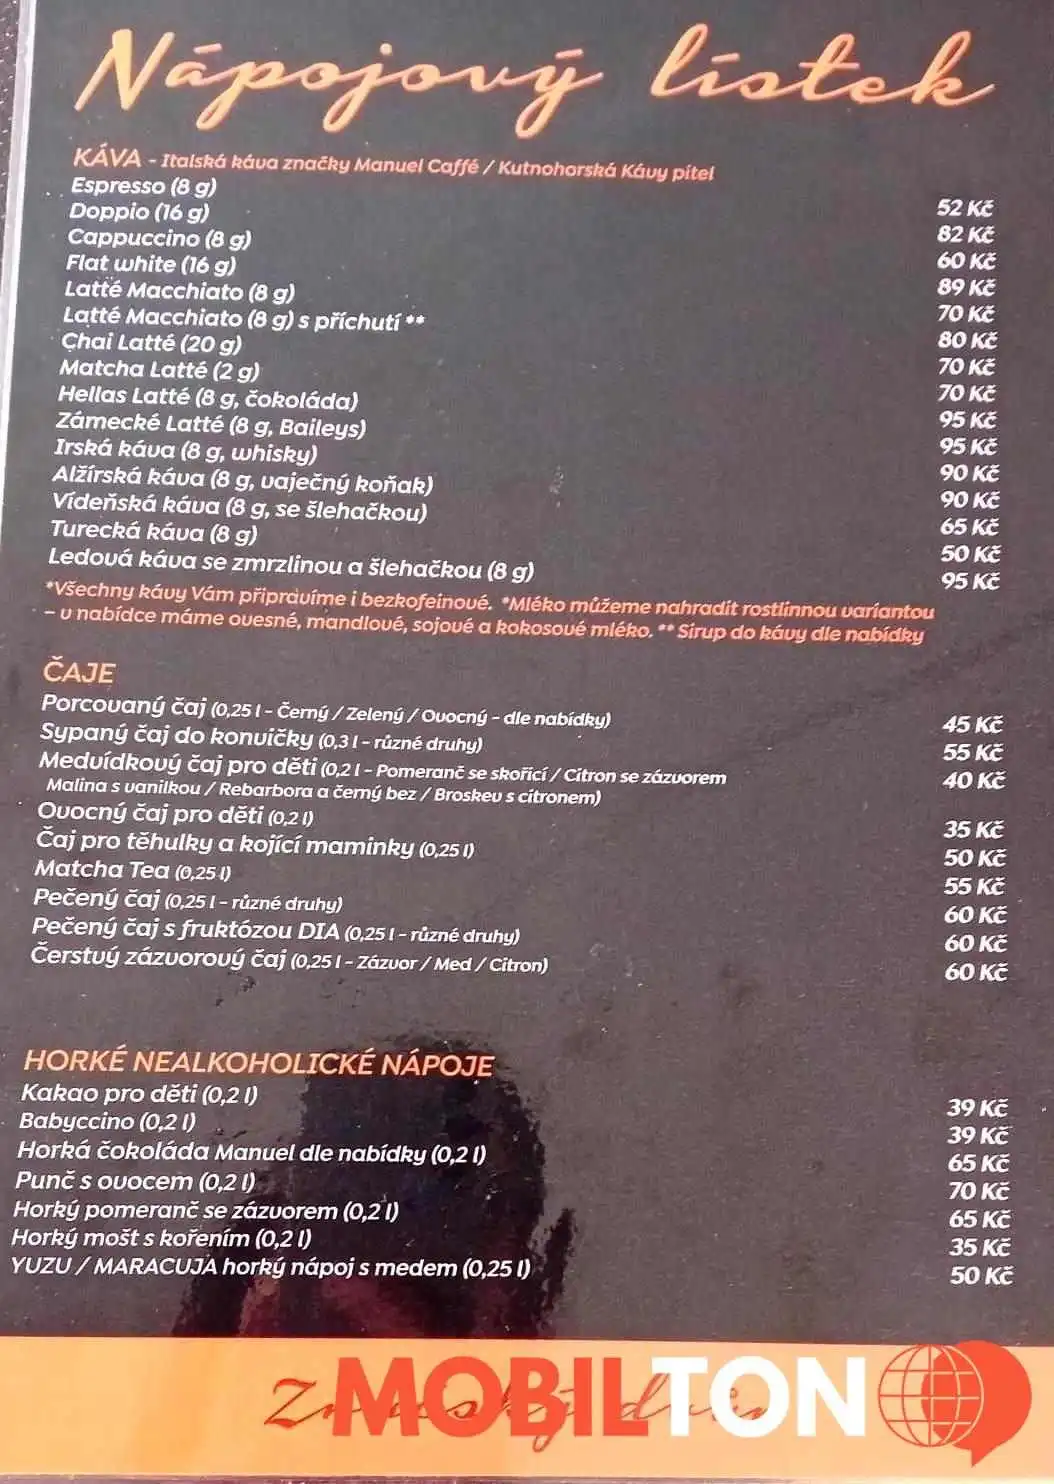 Nápojový lístek
KÁVA - Italská káva značky Manuel Caffé / Kutnohorská Kávy pitel
Espresso (8 g) 52 Kč
Doppio (16 g) 82 Kč
Cappuccino (8 g) 60 Kč
Flat white (16 g) 89 Kč
Latté Macchiato (8 g) 70 Kč
Latté Macchiato (8 g) s příchutí ** 80 Kč
Chai Latté (20 g) 70 Kč
Matcha Latté (2 g) 70 Kč
Hellas Latté (8 g, čokoláda) 95 Kč
Zámecké Latté (8 g, Baileys) 95 Kč
Irská káva (8 g, whisky) 90 Kč
Alžírská káva (8 g, vaječný koňak) 90 Kč
Vídeňská káva (8 g, se šlehačkou) 65 Kč
Turecká káva (8 g) 50 Kč
Ledová káva se zmrzlinou a šlehačkou (8 g) 95 Kč
*Všechny kávy Vám připravíme i bezkofeinové. *Mléko můžeme nahradit rostlinnou variantou
– v nabídce máme ovesné, mandlové, sojové a kokosové mléko. ** Sirup do kávy dle nabídky
ČAJE
Porcovaný čaj (0,25 l - Černý / Zelený / Ovocný - dle nabídky) 45 Kč
Sypaný čaj do konvičky (0,3 l - různé druhy) 55 Kč
Medvídkový čaj pro děti (0,2 l - Pomeranč se skořicí / Citron se zázvorem 40 Kč
Malina s vanilkou / Rebarbora a černý bez / Broskev s citronem)
Ovocný čaj pro děti (0,2 l) 35 Kč
Čaj pro těhulky a kojící maminky (0,25 l) 50 Kč
Matcha Tea (0,25 l) 55 Kč
Pečený čaj (0,25 l - různé druhy) 60 Kč
Pečený čaj s fruktózou DIA (0,25 l - různé druhy) 60 Kč
Čerstvý zázvorový čaj (0,25 l - Zázvor / Med / Citron) 60 Kč
HORKÉ NEALKOHOLICKÉ NÁPOJE
Kakao pro děti (0,2 l) 39 Kč
Babyccino (0,2 l) 39 Kč
Horká čokoláda Manuel dle nabídky (0,2 l) 65 Kč
Punč s ovocem (0,2 l) 70 Kč
Horký pomeranč se zázvorem (0,2 l) 65 Kč
Horký mošt s kořením (0,2 l) 35 Kč
YUZU / MARACUJA horký nápoj s medem (0,25 l) 50 Kč
MOBILTON